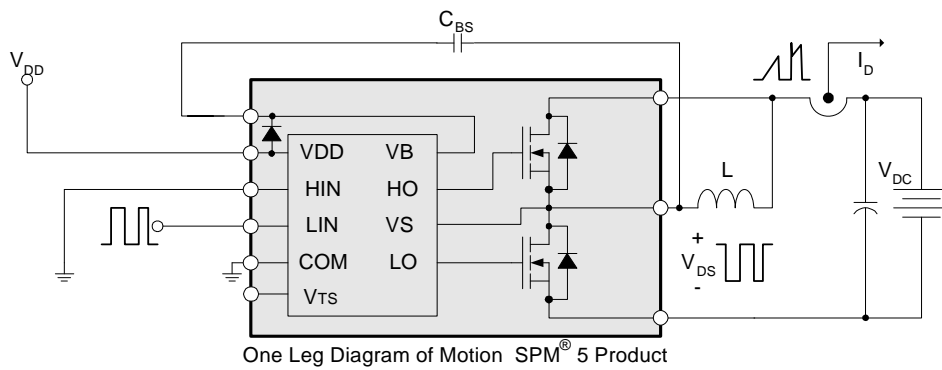 CBS
VDD
ID
VDD VB
HIN HO
LIN VS
COM LO
VTS
L
VDC
+
VDS
-
One Leg Diagram of Motion SPM® 5 Product